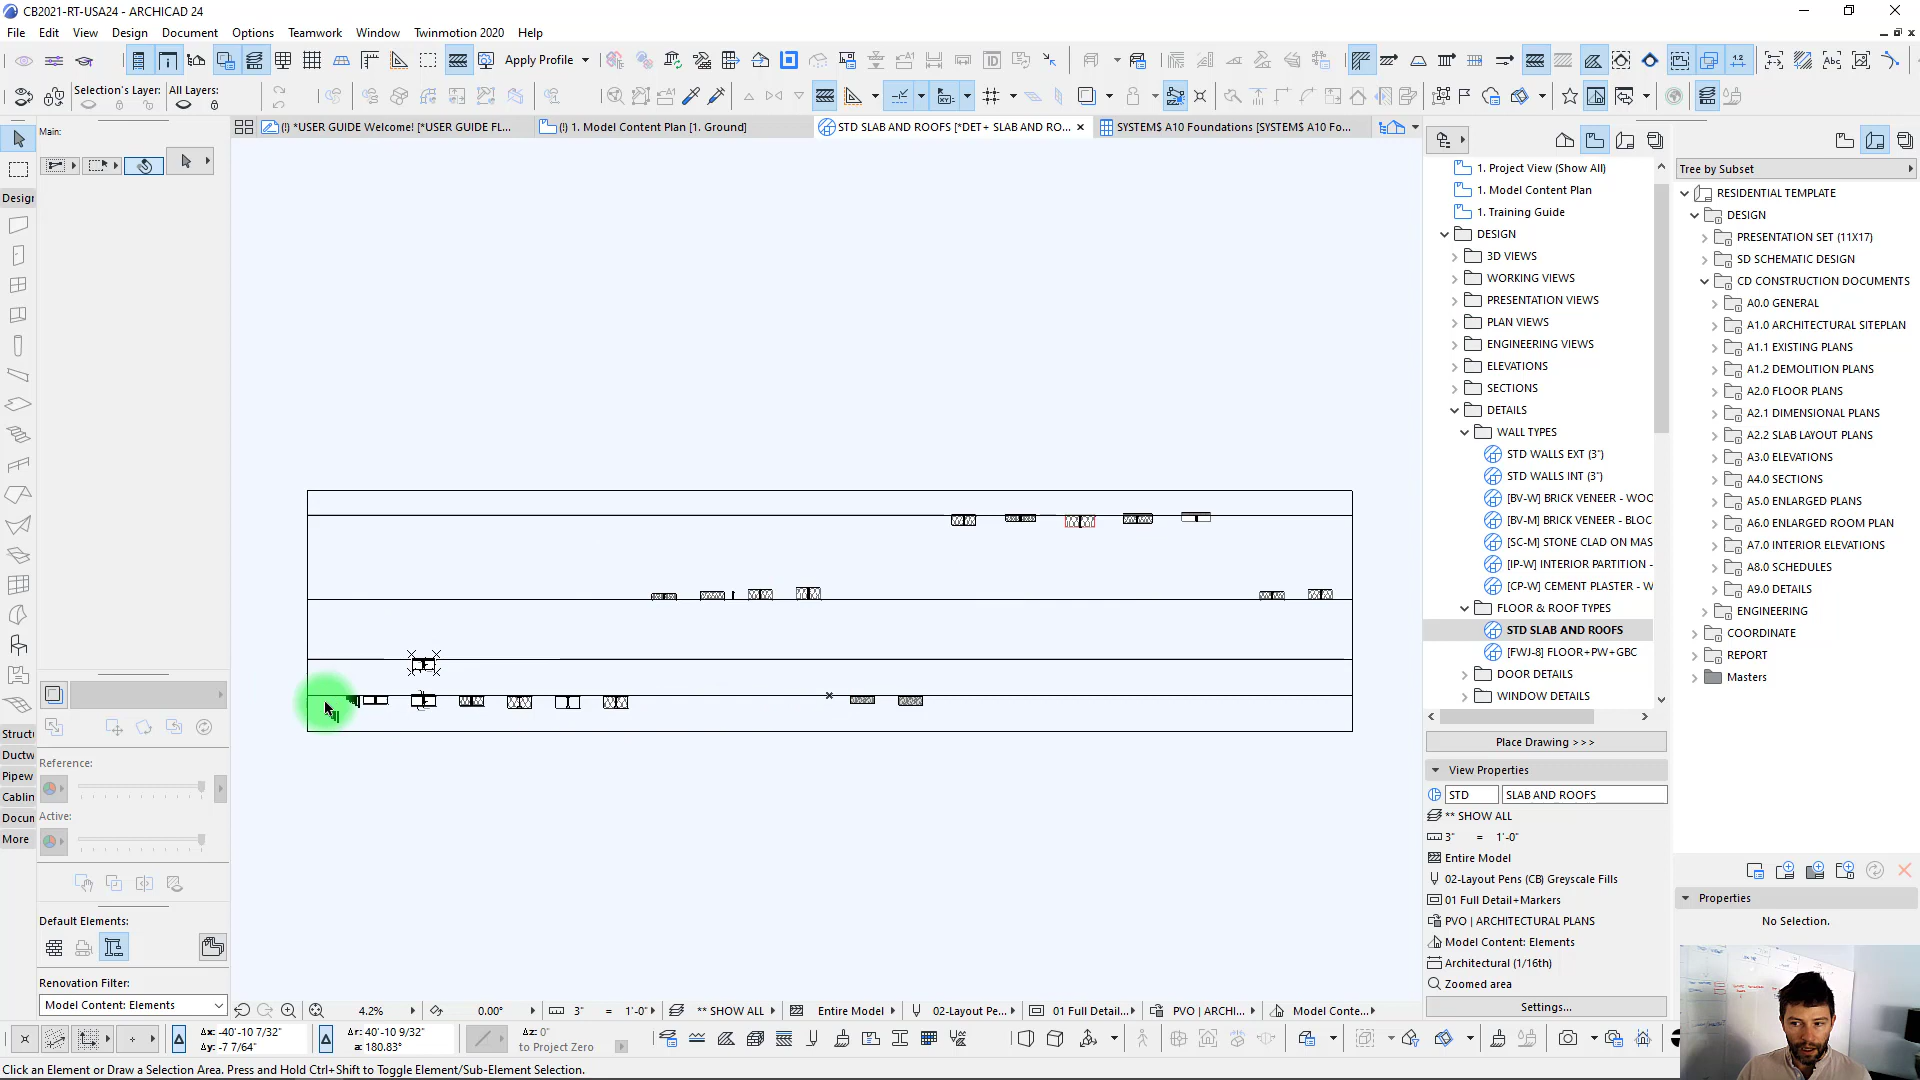 CB2021-RT-USA24 - ARCHICAD 24
File Edit View Design Document Options Teamwork Window Twinmotion 2020 Help
Apply Profile
Selection's Layer:
All Layers:
(!) *USER GUIDE Welcome! [*USER GUIDE FL...
(!) 1. Model Content Plan [1. Ground]
STD SLAB AND ROOFS [*DET+ SLAB AND RO...
SYSTEM$ A10 Foundations [SYSTEM$ A10 Fo...
Main:
Design
Struct
Ductw
Pipew
Cablin
Docun
More
Reference:
Active:
Default Elements:
Renovation Filter:
Model Content: Elements
1. Project View (Show All)
1. Model Content Plan
1. Training Guide
DESIGN
3D VIEWS
WORKING VIEWS
PRESENTATION VIEWS
PLAN VIEWS
ENGINEERING VIEWS
ELEVATIONS
SECTIONS
DETAILS
WALL TYPES
STD WALLS EXT (3")
STD WALLS INT (3")
[BV-W] BRICK VENEER - WOO
[BV-M] BRICK VENEER - BLOC
[SC-M] STONE CLAD ON MAS
[IP-W] INTERIOR PARTITION -
[CP-W] CEMENT PLASTER - W
FLOOR & ROOF TYPES
STD SLAB AND ROOFS
[FWJ-8] FLOOR+PW+GBC
DOOR DETAILS
WINDOW DETAILS
Place Drawing >>>
View Properties
STD SLAB AND ROOFS
** SHOW ALL
3" = 1'-0"
Entire Model
02-Layout Pens (CB) Greyscale Fills
01 Full Detail+Markers
PVO | ARCHITECTURAL PLANS
Model Content: Elements
Architectural (1/16th)
Zoomed area
Settings...
Tree by Subset
RESIDENTIAL TEMPLATE
DESIGN
PRESENTATION SET (11X17)
SD SCHEMATIC DESIGN
CD CONSTRUCTION DOCUMENTS
A0.0 GENERAL
A1.0 ARCHITECTURAL SITEPLAN
A1.1 EXISTING PLANS
A1.2 DEMOLITION PLANS
A2.0 FLOOR PLANS
A2.1 DIMENSIONAL PLANS
A2.2 SLAB LAYOUT PLANS
A3.0 ELEVATIONS
A4.0 SECTIONS
A5.0 ENLARGED PLANS
A6.0 ENLARGED ROOM PLAN
A7.0 INTERIOR ELEVATIONS
A8.0 SCHEDULES
A9.0 DETAILS
ENGINEERING
COORDINATE
REPORT
Masters
Properties
No Selection.
4.2% 0.00° 3" = 1'-0" ** SHOW ALL Entire Model 02-Layout Pe... 01 Full Detail... PVO | ARCHI... Model Conte...
Δx: -40'-10 7/32" Δr: 40'-10 9/32" Δz: 0"
Δy: -7 7/64" a: 180.83° to Project Zero
Click an Element or Draw a Selection Area. Press and Hold Ctrl+Shift to Toggle Element/Sub-Element Selection.